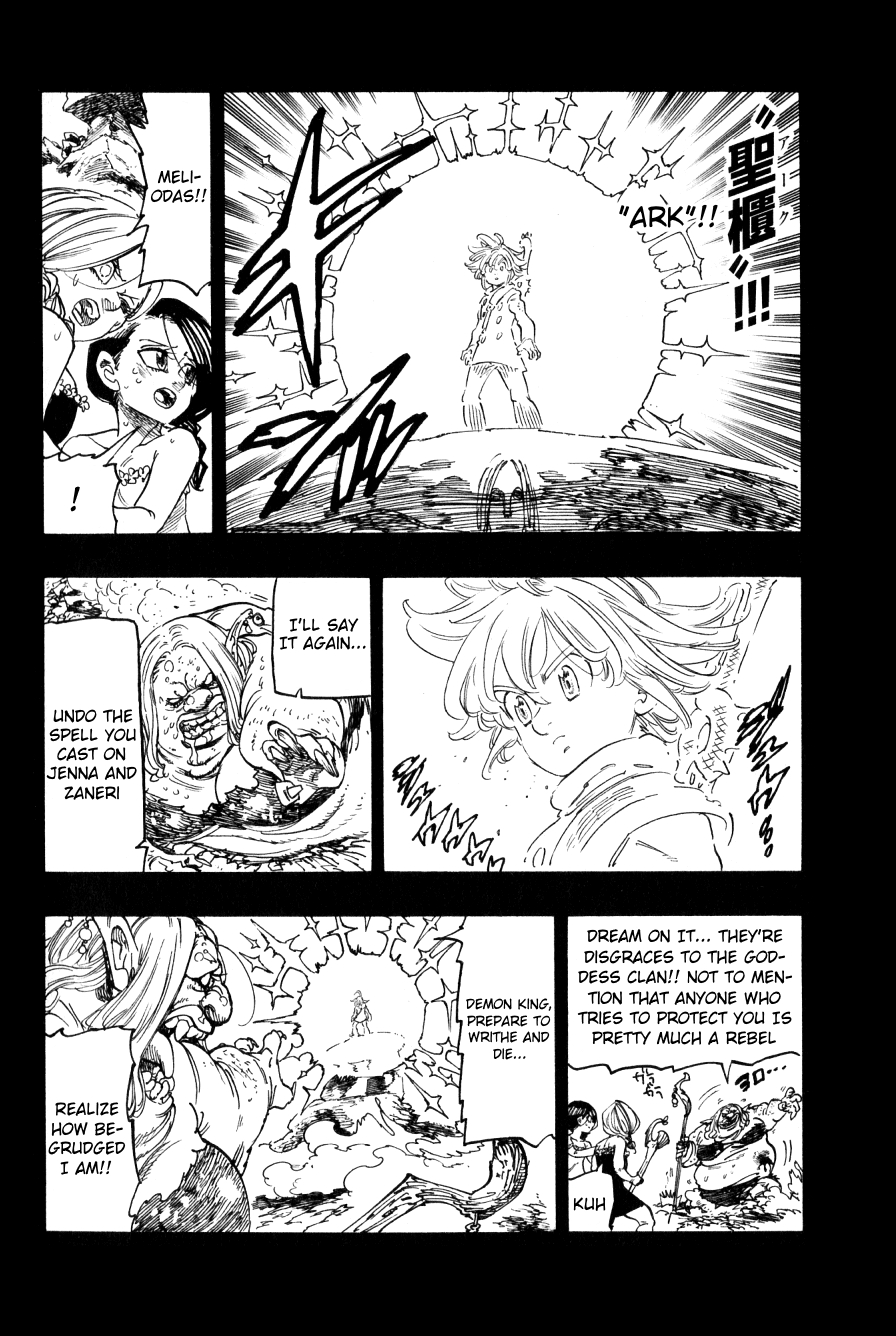 "聖櫃"!!!
アーク
"ARK"!!
MELI-
ODAS!!
!
I'LL SAY
IT AGAIN...
UNDO THE
SPELL YOU
CAST ON
JENNA AND
ZANERI
DREAM ON IT... THEY'RE
DISGRACES TO THE GOD-
DESS CLAN!! NOT TO MEN-
TION THAT ANYONE WHO
TRIES TO PROTECT YOU IS
PRETTY MUCH A REBEL
ヨロ...
KUH
DEMON KING,
PREPARE TO
WRITHE AND
DIE...
REALIZE
HOW BE-
GRUDGED
I AM!!